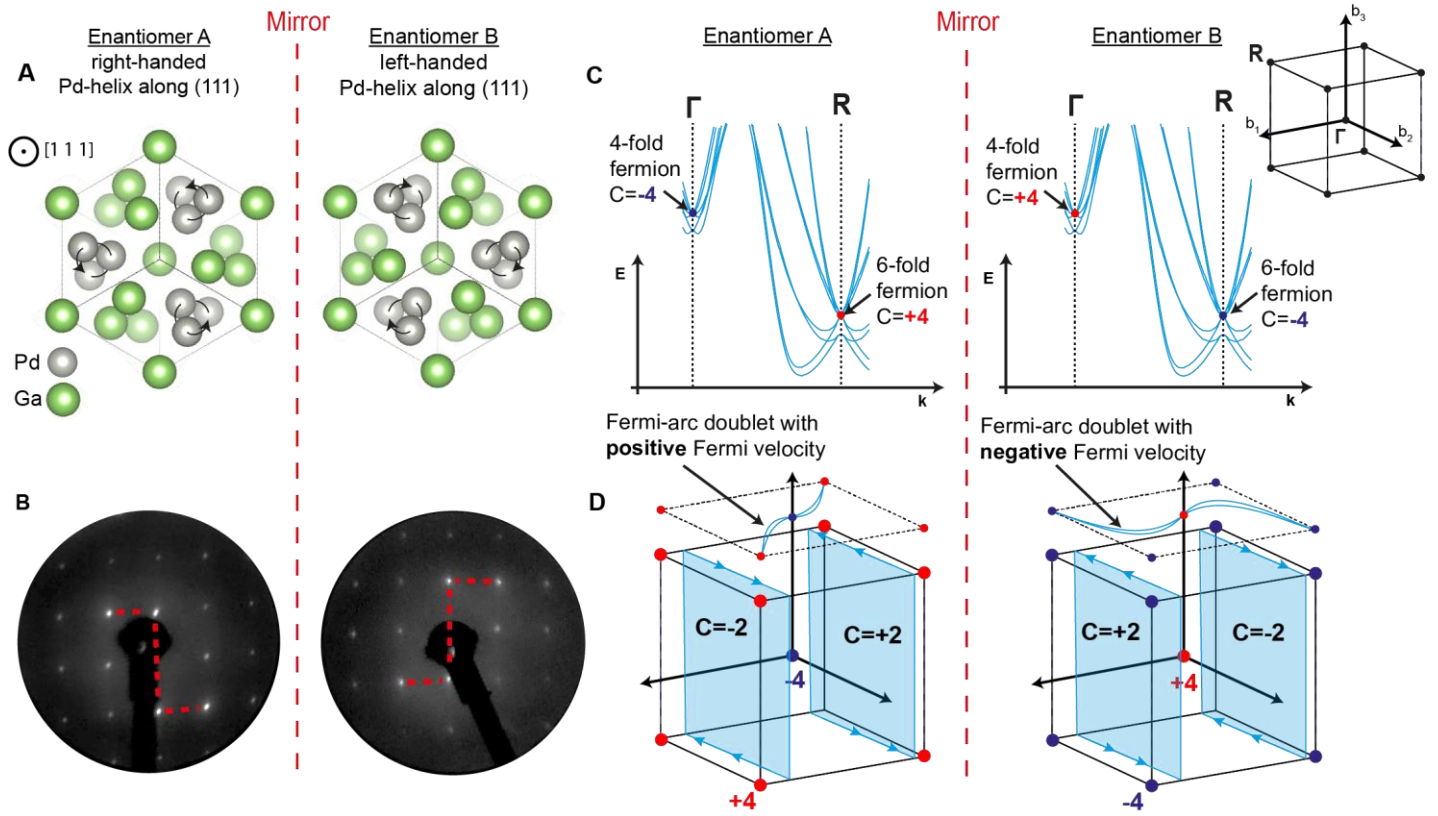 Mirror
Enantiomer A
right-handed
Pd-helix along (111)
Enantiomer B
left-handed
Pd-helix along (111)
A
[1 1 1]
Pd
Ga
B
Mirror
Enantiomer A
Enantiomer B
C
Γ
R
4-fold
fermion
C=-4
6-fold
fermion
C=+4
E
k
Γ
R
4-fold
fermion
C=+4
6-fold
fermion
C=-4
E
k
b3
R
b1
Γ
b2
Fermi-arc doublet with
positive Fermi velocity
Fermi-arc doublet with
negative Fermi velocity
D
C=-2
C=+2
-4
+4
C=+2
C=-2
+4
-4